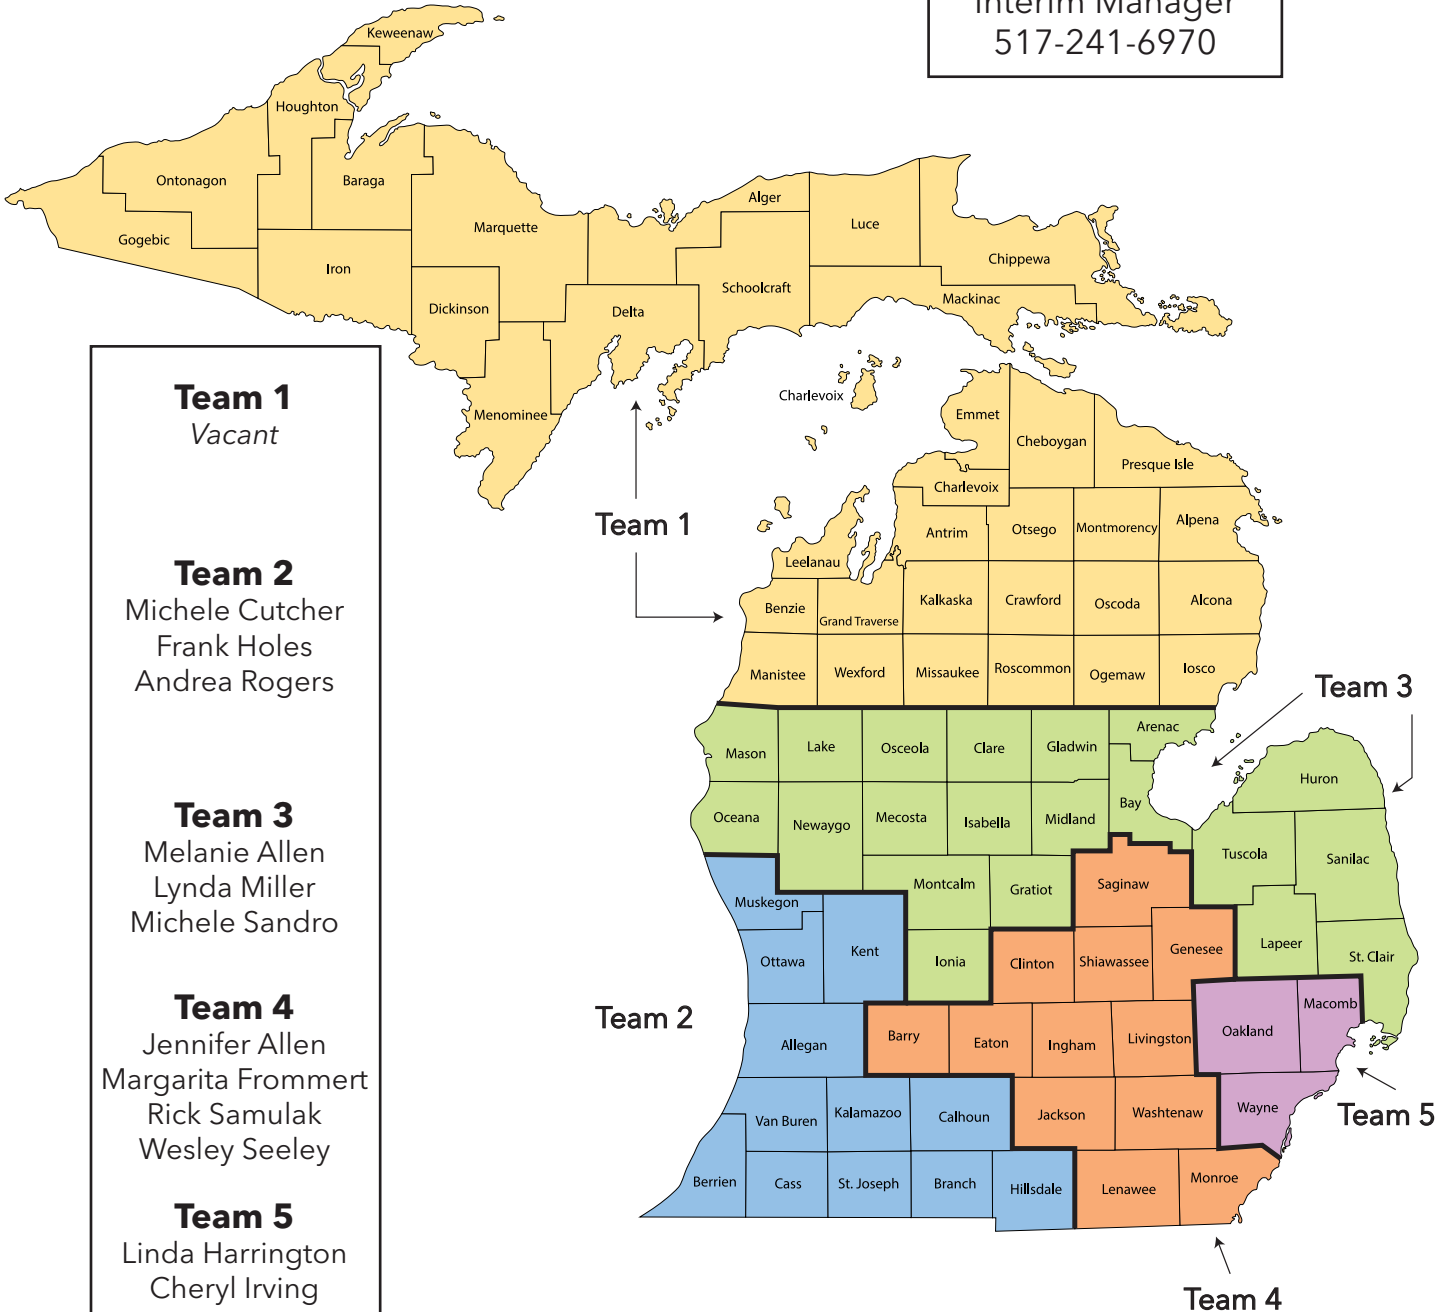 Interim Manager
517-241-6970
Keweenaw
Houghton
Ontonagon
Baraga
Gogebic
Iron
Marquette
Dickinson
Menominee
Delta
Alger
Schoolcraft
Luce
Chippewa
Mackinac
Team 1
Vacant
Team 2
Michele Cutcher
Frank Holes
Andrea Rogers
Team 3
Melanie Allen
Lynda Miller
Michele Sandro
Team 4
Jennifer Allen
Margarita Frommert
Rick Samulak
Wesley Seeley
Team 5
Linda Harrington
Cheryl Irving
Charlevoix
Emmet
Cheboygan
Presque Isle
Charlevoix
Team 1
Antrim
Otsego
Montmorency
Alpena
Leelanau
Benzie
Grand Traverse
Kalkaska
Crawford
Oscoda
Alcona
Manistee
Wexford
Missaukee
Roscommon
Ogemaw
Iosco
Team 3
Mason
Lake
Osceola
Clare
Gladwin
Arenac
Huron
Oceana
Newaygo
Mecosta
Isabella
Midland
Bay
Tuscola
Sanilac
Muskegon
Montcalm
Gratiot
Saginaw
Ottawa
Kent
Ionia
Clinton
Shiawassee
Genesee
Lapeer
St. Clair
Team 2
Allegan
Barry
Eaton
Ingham
Livingston
Oakland
Macomb
Van Buren
Kalamazoo
Calhoun
Jackson
Washtenaw
Wayne
Team 5
Berrien
Cass
St. Joseph
Branch
Hillsdale
Lenawee
Monroe
Team 4